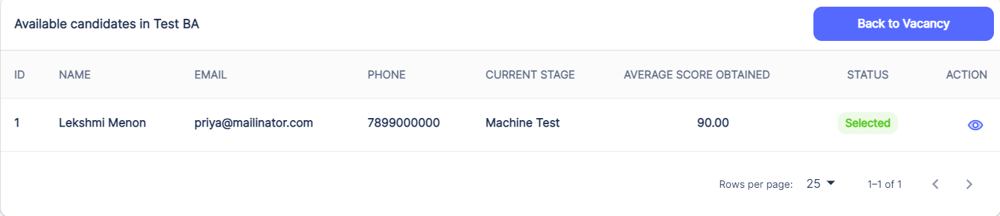 Available candidates in Test BA
Back to Vacancy
ID NAME EMAIL PHONE CURRENT STAGE AVERAGE SCORE OBTAINED STATUS ACTION
1 Lekshmi Menon priya@mailinator.com 7899000000 Machine Test 90.00 Selected
Rows per page: 25 1–1 of 1